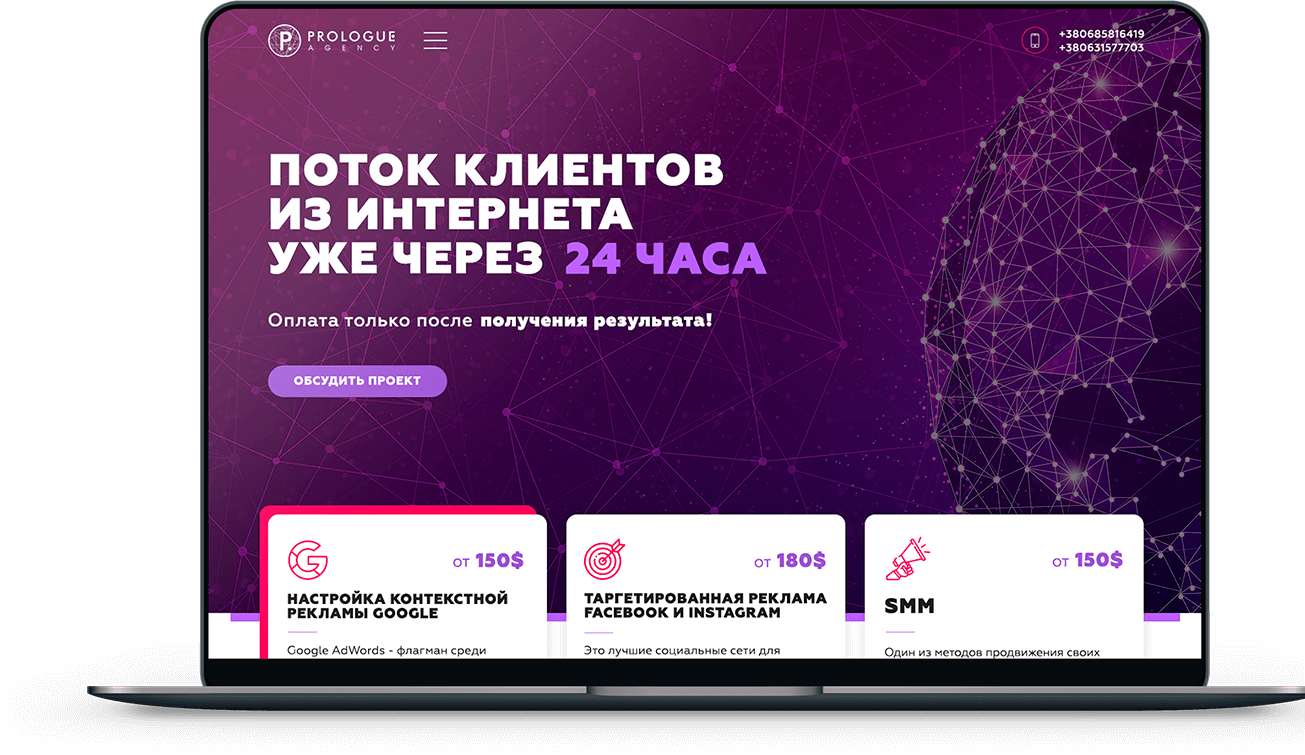 PROLOGUE
AGENCY
+380685816419
+380631577703
ПОТОК КЛИЕНТОВ
ИЗ ИНТЕРНЕТА
УЖЕ ЧЕРЕЗ 24 ЧАСА
Оплата только после получения результата!
ОБСУДИТЬ ПРОЕКТ
от 150$
НАСТРОЙКА КОНТЕКСТНОЙ
РЕКЛАМЫ GOOGLE
Google AdWords - флагман среди
от 180$
ТАРГЕТИРОВАННАЯ РЕКЛАМА
FACEBOOK И INSTAGRAM
Это лучшие социальные сети для
от 150$
SMM
Один из методов продвижения своих